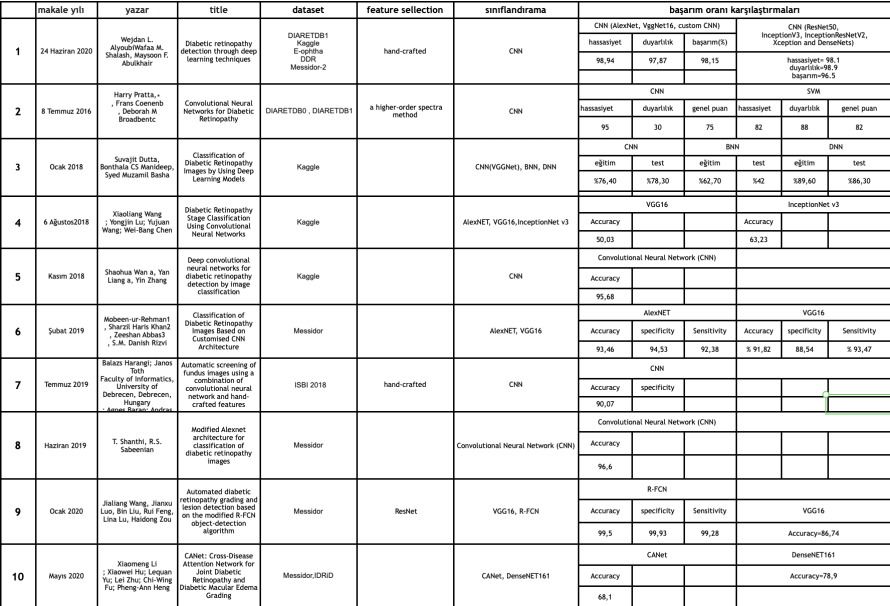 makale yılı yazar title dataset feature sellection sınıflandırama başarım oranı karşılaştırmaları
1
24 Haziran 2020
Wejdan L.
Alyoubi(Wafaa M.
Shalash, Maysoon F.
Abulkhair
Diabetic retinopathy
detection through deep
learning techniques
DIARETDB1
Kaggle
E-ophtha
DDR
Messidor-2
hand-crafted
CNN
CNN (AlexNet, VggNet16, custom CNN)
hassasiyet duyarlılık başarım(%)
98,94 97,87 98,15
CNN (ResNet50,
InceptionV3, InceptionResNetV2,
Xception and DenseNets)
hassasiyet= 98.1
duyarlılık=98.9
başarım=96.5
2
8 Temmuz 2016
Harry Pratta,*
, Frans Coenenb
, Deborah M
Broadbentc
Convolutional Neural
Networks for Diabetic
Retinopathy
DIARETDB0 , DIARETDB1
a higher-order spectra
method
CNN
CNN SVM
hassasiyet duyarlılık genel puan hassasiyet duyarlılık genel puan
95 30 75 82 88 82
3
Ocak 2018
Suvajit Dutta,
Bonthala CS Manideep,
Syed Muzamil Basha
Classification of
Diabetic Retinopathy
Images by Using Deep
Learning Models
Kaggle
CNN(VGGNet), BNN, DNN
CNN BNN DNN
eğitim test eğitim test eğitim test
%76,40 %78,30 %62,70 %42 %89,60 %86,30
4
6 Ağustos2018
Xiaoliang Wang
; Yongjin Lu; Yujuan
Wang; Wei-Bang Chen
Diabetic Retinopathy
Stage Classification
Using Convolutional
Neural Networks
Kaggle
AlexNET, VGG16,InceptionNet v3
VGG16 InceptionNet v3
Accuracy Accuracy
50,03 63,23
5
Kasım 2018
Shaohua Wan a, Yan
Liang a, Yin Zhang
Deep convolutional
neural networks for
diabetic retinopathy
detection by image
classification
Kaggle
CNN
Convolutional Neural Network (CNN)
Accuracy
95,68
6
Şubat 2019
Mobeen-ur-Rehman1
, Sharzil Haris Khan2
, Zeeshan Abbas3
, S.M. Danish Rizvi
Classification of
Diabetic Retinopathy
Images Based on
Customised CNN
Architecture
Messidor
AlexNET, VGG16
AlexNET VGG16
Accuracy specificity Sensitivity Accuracy specificity Sensitivity
93,46 94,53 92,38 % 91,82 88,54 % 93,47
7
Temmuz 2019
Balazs Harangi; Janos
Toth
Faculty of Informatics,
University of
Debrecen, Debrecen,
Hungary
; Agnes Baran; Andras
Automatic screening of
fundus images using a
combination of
convolutional neural
network and hand-
crafted features
ISBI 2018
hand-crafted
CNN
CNN
Accuracy specificity
90,07
8
Haziran 2019
T. Shanthi, R.S.
Sabeenian
Modified Alexnet
architecture for
classification of
diabetic retinopathy
images
Messidor
Convolutional Neural Network (CNN)
Convolutional Neural Network (CNN)
Accuracy
96,6
9
Ocak 2020
Jialiang Wang, Jianxu
Luo, Bin Liu, Rui Feng,
Lina Lu, Haidong Zou
Automated diabetic
retinopathy grading and
lesion detection based
on the modified R-FCN
object-detection
algorithm
Messidor
ResNet
VGG16, R-FCN
R-FCN
Accuracy specificity Sensitivity
99,5 99,93 99,28
VGG16
Accuracy=86,74
10
Mayıs 2020
Xiaomeng Li
; Xiaowei Hu; Lequan
Yu; Lei Zhu; Chi-Wing
Fu; Pheng-Ann Heng
CANet: Cross-Disease
Attention Network for
Joint Diabetic
Retinopathy and
Diabetic Macular Edema
Grading
Messidor,IDRiD
CANet, DenseNET161
CANet DenseNET161
Accuracy Accuracy=78,9
68,1